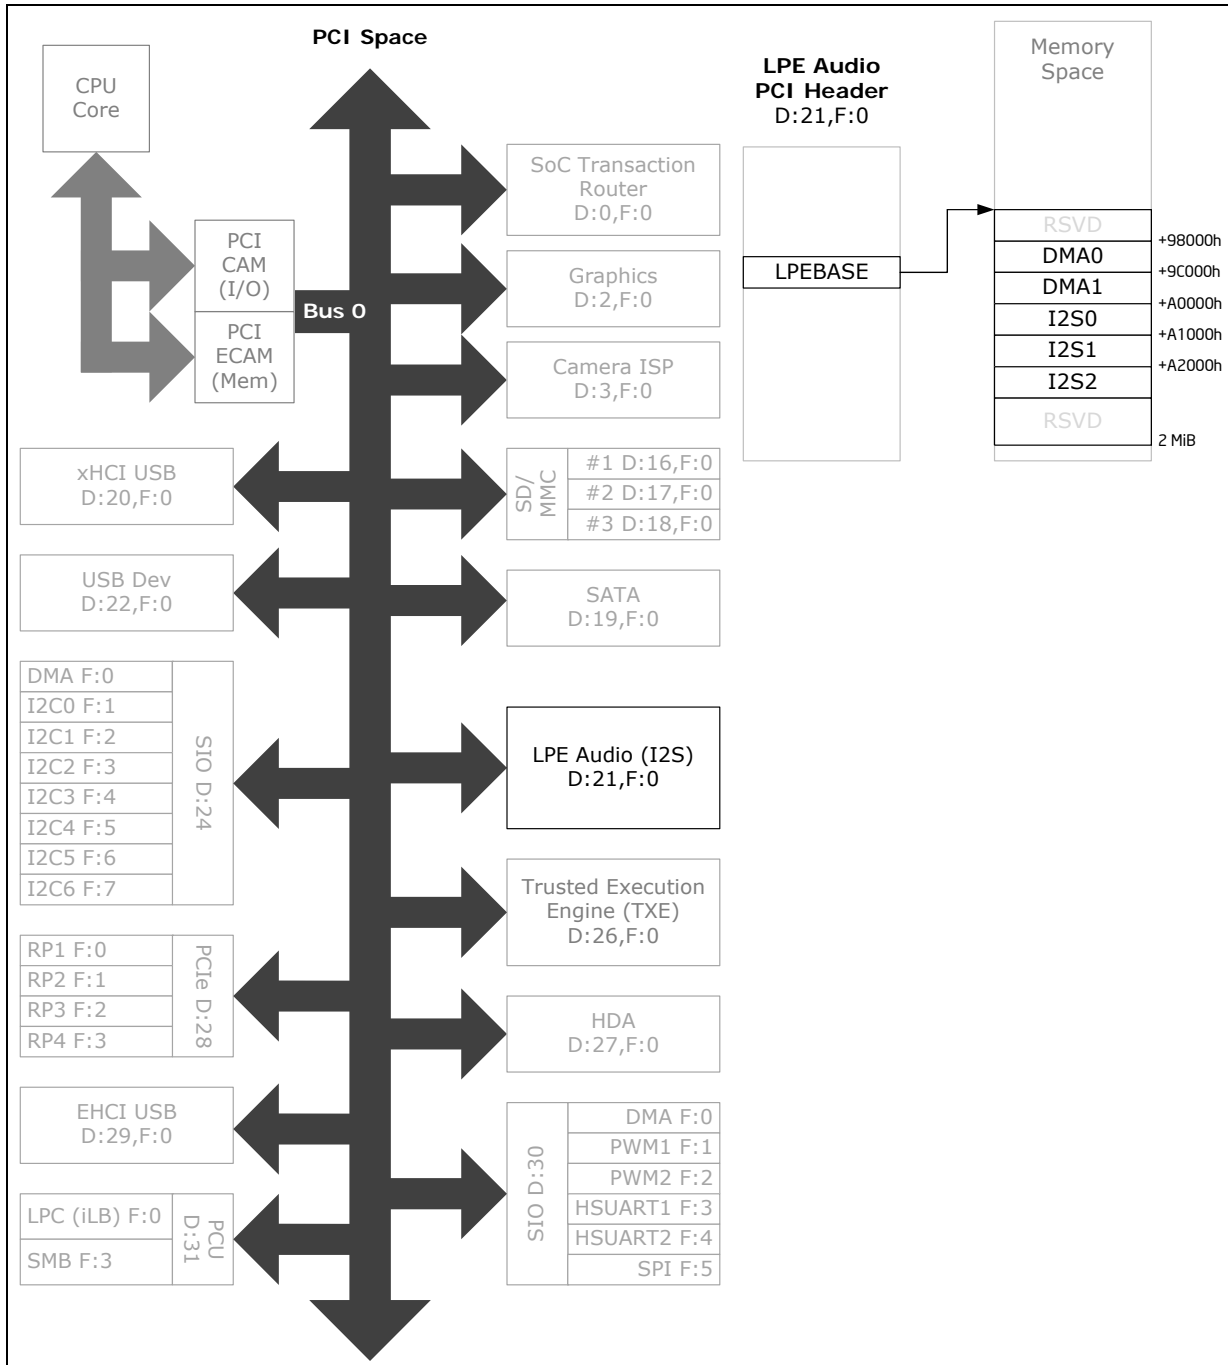 PCI Space
CPU
Core
PCI
CAM
(I/O)
PCI
ECAM
(Mem)
Bus 0
SoC Transaction
Router
D:0,F:0
Graphics
D:2,F:0
Camera ISP
D:3,F:0
SD/
MMC
#1 D:16,F:0
#2 D:17,F:0
#3 D:18,F:0
SATA
D:19,F:0
LPE Audio (I2S)
D:21,F:0
Trusted Execution
Engine (TXE)
D:26,F:0
HDA
D:27,F:0
SIO D:30
DMA F:0
PWM1 F:1
PWM2 F:2
HSUART1 F:3
HSUART2 F:4
SPI F:5
xHCI USB
D:20,F:0
USB Dev
D:22,F:0
DMA F:0
I2C0 F:1
I2C1 F:2
I2C2 F:3
I2C3 F:4
I2C4 F:5
I2C5 F:6
I2C6 F:7
SIO D:24
RP1 F:0
RP2 F:1
RP3 F:2
RP4 F:3
PCIe D:28
EHCI USB
D:29,F:0
LPC (iLB) F:0
SMB F:3
PCU
D:31
LPE Audio
PCI Header
D:21,F:0
LPEBASE
Memory
Space
RSVD
+98000h
DMA0
+9C000h
DMA1
+A0000h
I2S0
+A1000h
I2S1
+A2000h
I2S2
RSVD
2 MiB